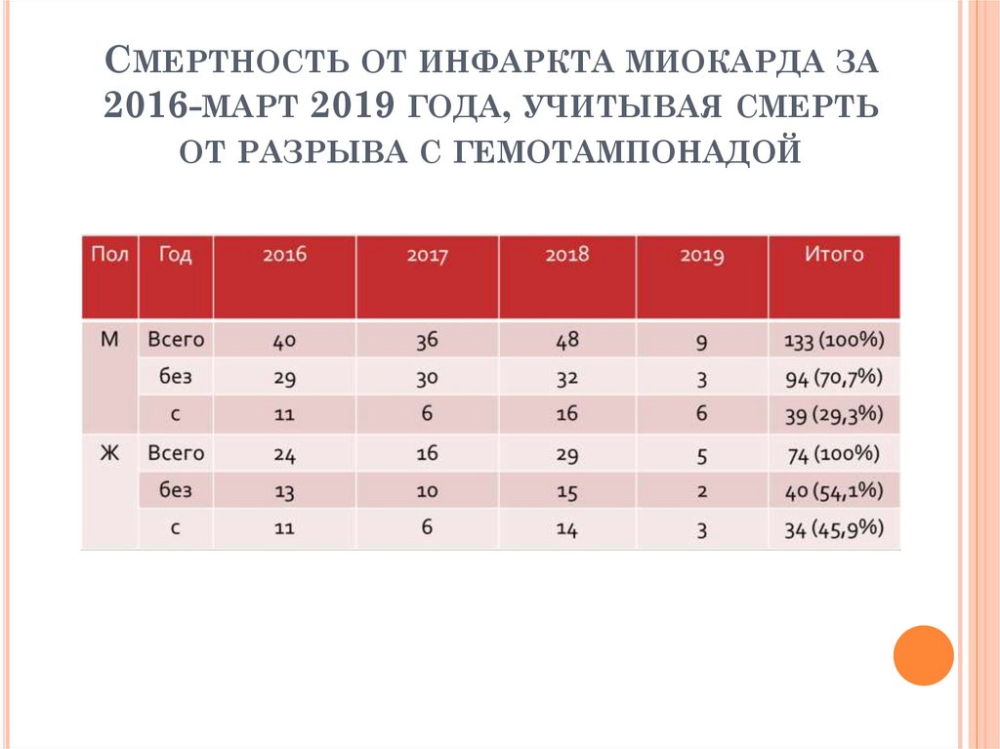 Смертность от инфаркта миокарда за
2016-март 2019 года, учитывая смерть
от разрыва с гемотампонадой
Пол Год 2016 2017 2018 2019 Итого
М Всего 40 36 48 9 133 (100%)
без 29 30 32 3 94 (70,7%)
с 11 6 16 6 39 (29,3%)
Ж Всего 24 16 29 5 74 (100%)
без 13 10 15 2 40 (54,1%)
с 11 6 14 3 34 (45,9%)